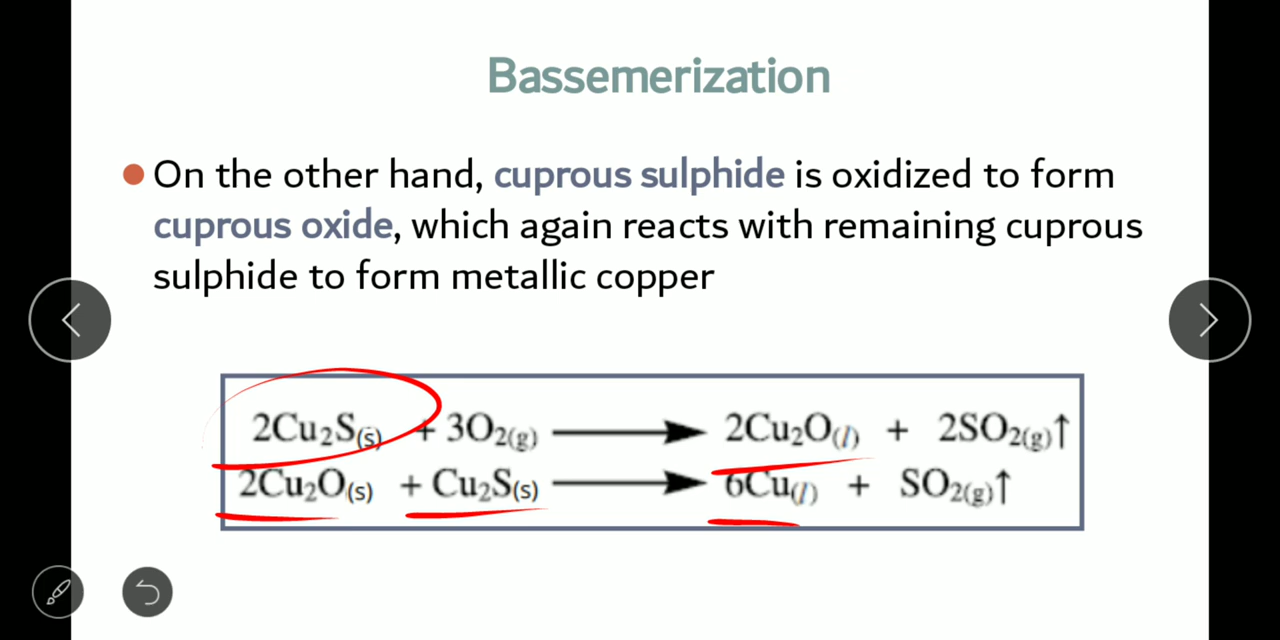 Bassemerization
On the other hand, cuprous sulphide is oxidized to form
cuprous oxide, which again reacts with remaining cuprous
sulphide to form metallic copper
2Cu₂S(s) + 3O₂(g) ⟶ 2Cu₂O(l) + 2SO₂(g)↑
2Cu₂O(s) + Cu₂S(s) ⟶ 6Cu(l) + SO₂(g)↑